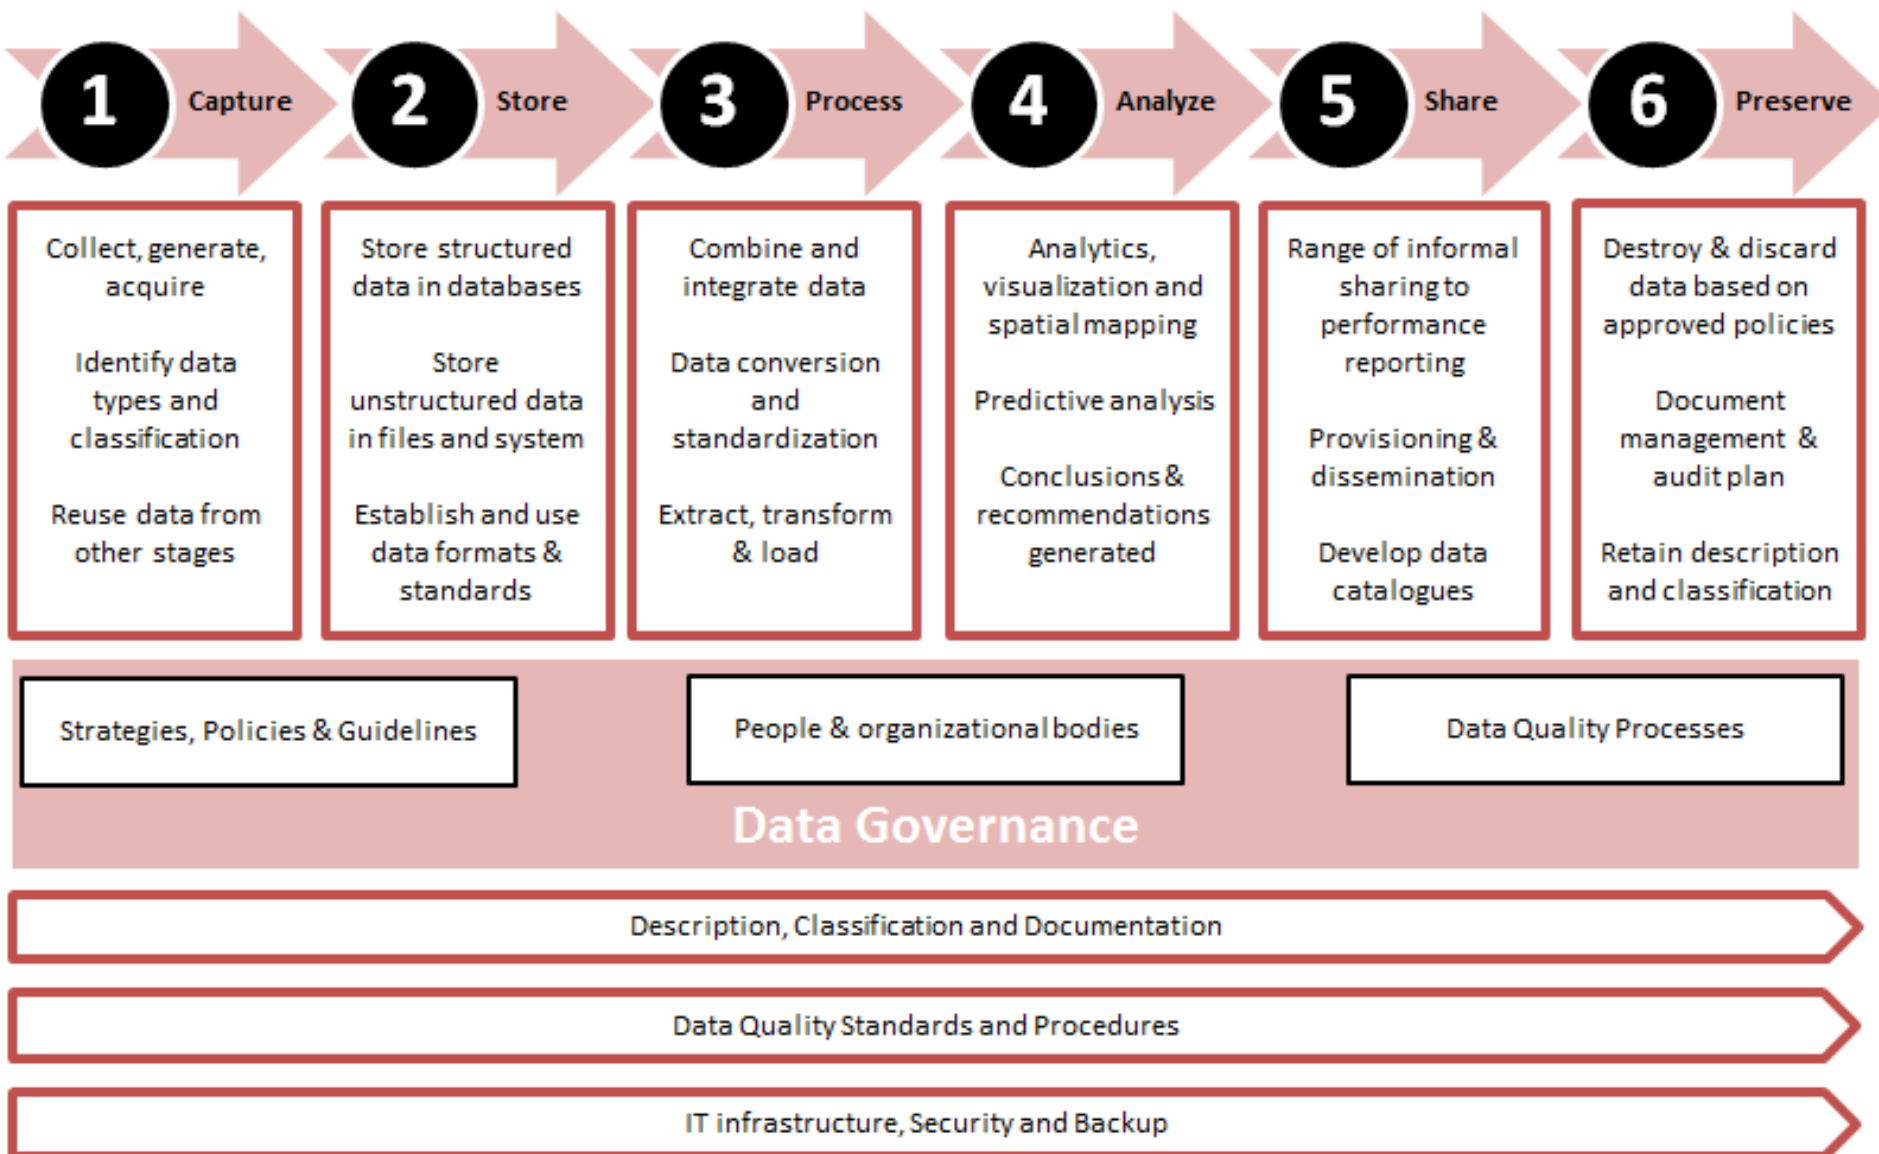 1
Capture
2
Store
3
Process
4
Analyze
5
Share
6
Preserve
Collect, generate,
acquire
Identify data
types and
classification
Reuse data from
other stages
Store structured
data in databases
Store
unstructured data
in files and system
Establish and use
data formats &
standards
Combine and
integrate data
Data conversion
and
standardization
Extract, transform
& load
Analytics,
visualization and
spatial mapping
Predictive analysis
Conclusions &
recommendations
generated
Range of informal
sharing to
performance
reporting
Provisioning &
dissemination
Develop data
catalogues
Destroy & discard
data based on
approved policies
Document
management &
audit plan
Retain description
and classification
Strategies, Policies & Guidelines
People & organizational bodies
Data Quality Processes
Data Governance
Description, Classification and Documentation
Data Quality Standards and Procedures
IT infrastructure, Security and Backup